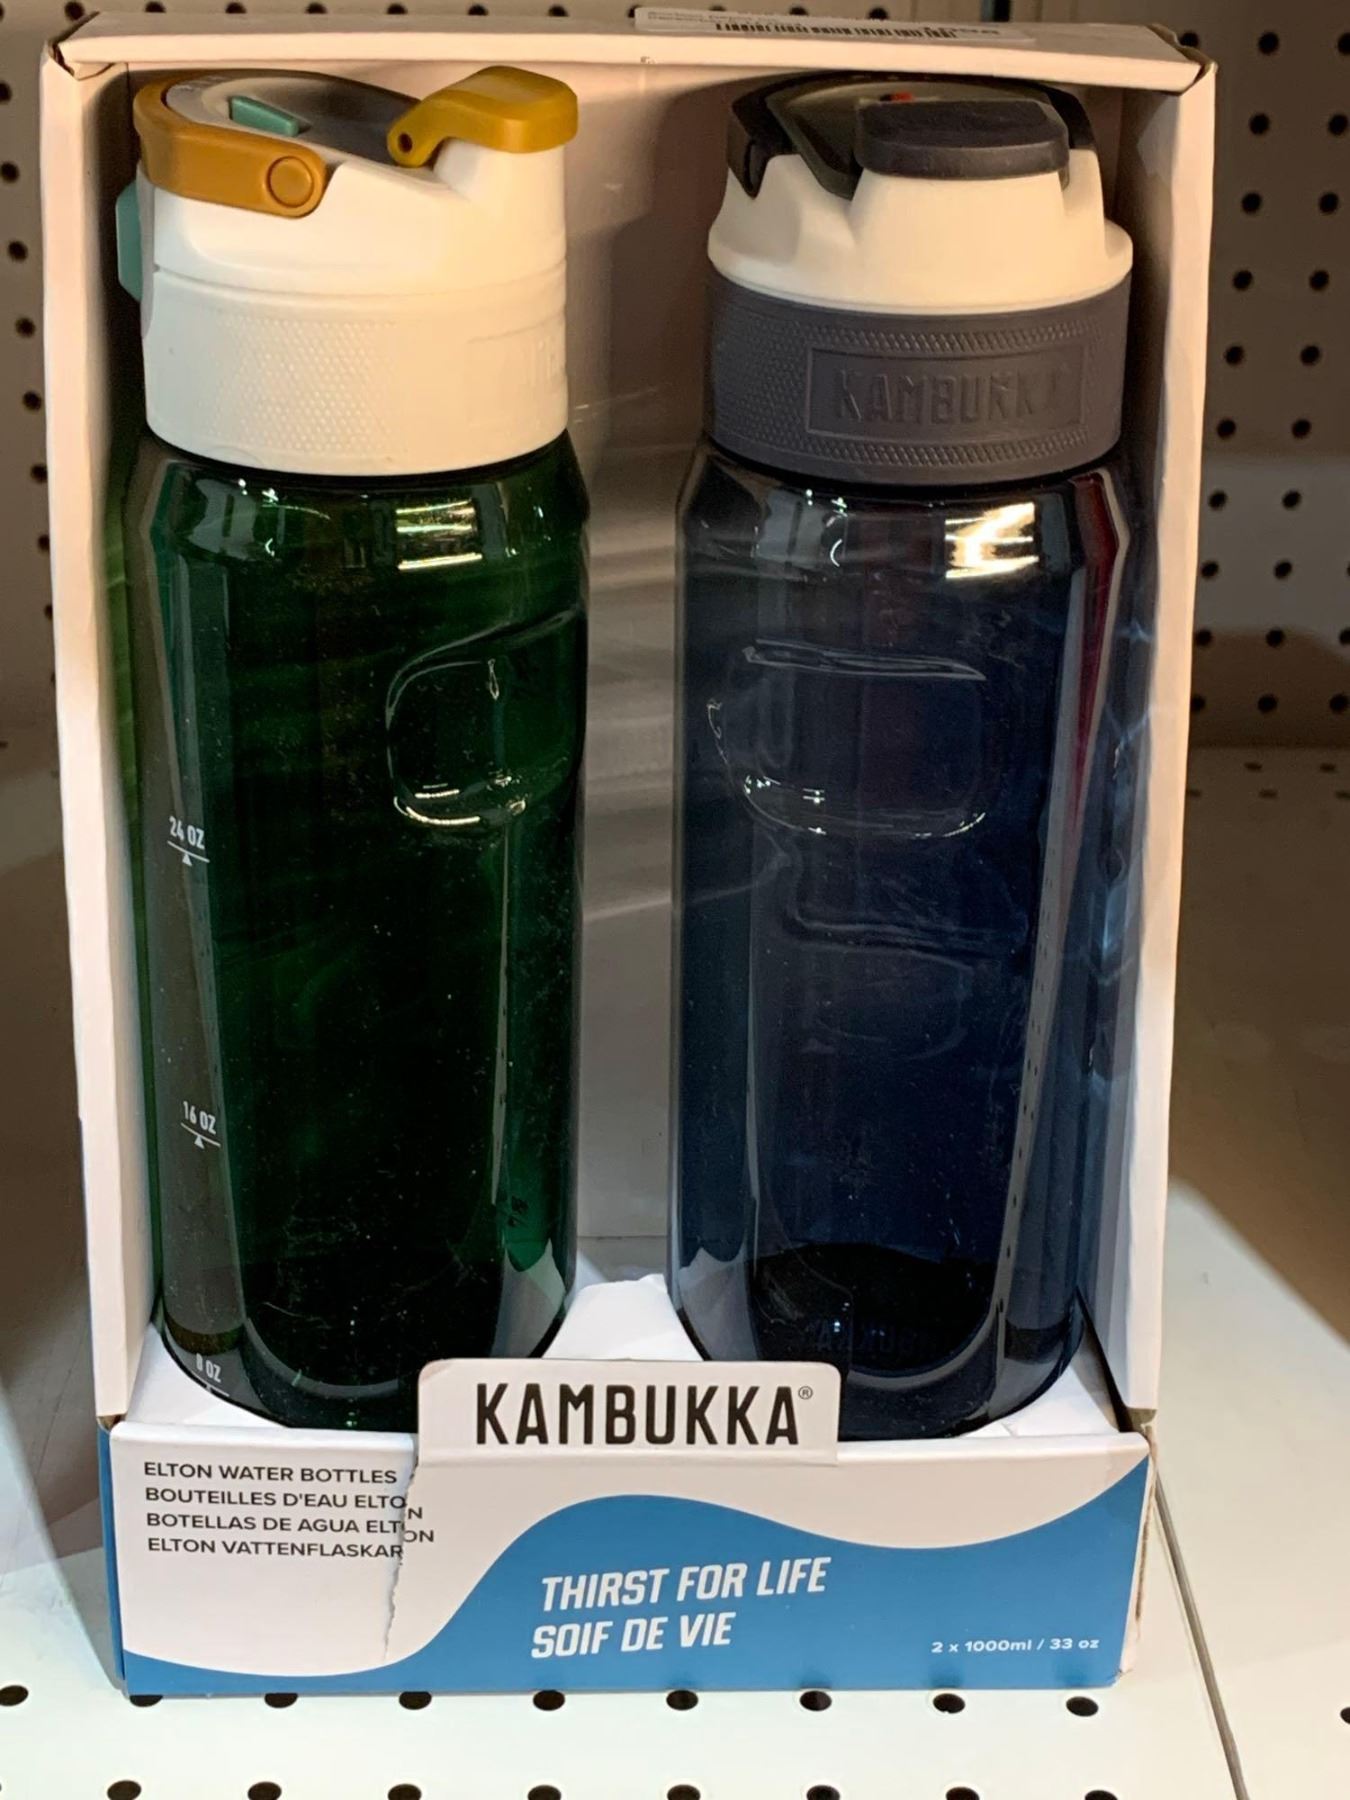 KAMBUKKA
24 OZ
16 OZ
8 OZ
KAMBUKKA®
ELTON WATER BOTTLES
BOUTEILLES D'EAU ELTON
BOTELLAS DE AGUA ELTON
ELTON VATTENFLASKAR
THIRST FOR LIFE
SOIF DE VIE
2 x 1000ml / 33 oz